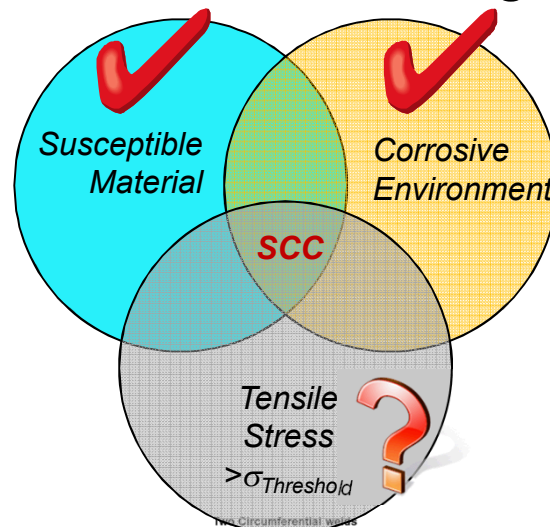 Susceptible
Material
Corrosive
Environment
SCC
Tensile
Stress
>σThreshold
Two Circumferential welds